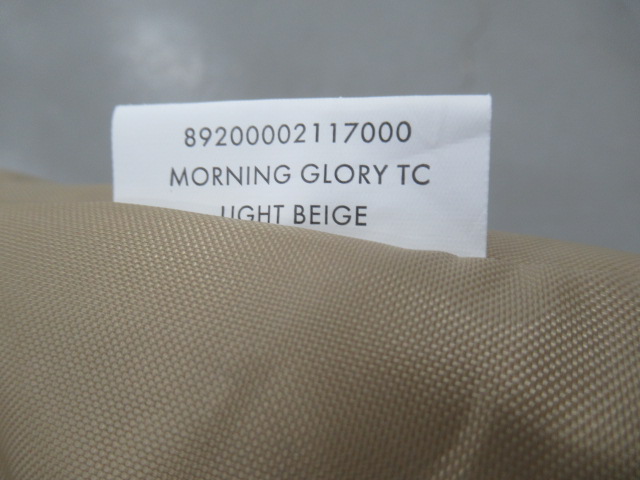 89200002117000
MORNING GLORY TC
LIGHT BEIGE